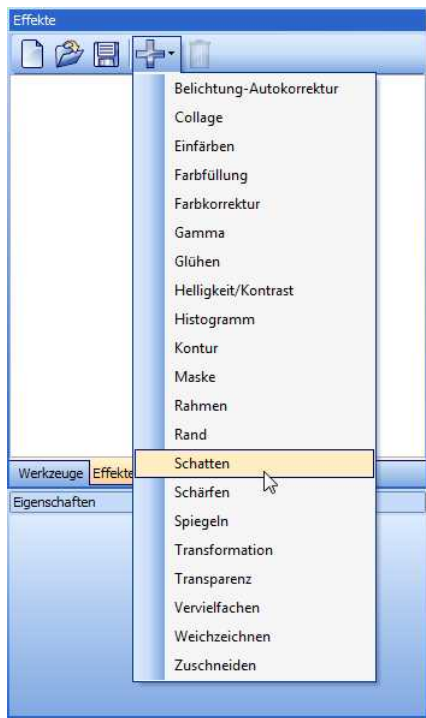 Effekte
Belichtung-Autokorrektur
Collage
Einfärben
Farbfüllung
Farbkorrektur
Gamma
Glühen
Helligkeit/Kontrast
Histogramm
Kontur
Maske
Rahmen
Rand
Schatten
Schärfen
Spiegeln
Transformation
Transparenz
Vervielfachen
Weichzeichnen
Zuschneiden
Werkzeuge Effekte
Eigenschaften